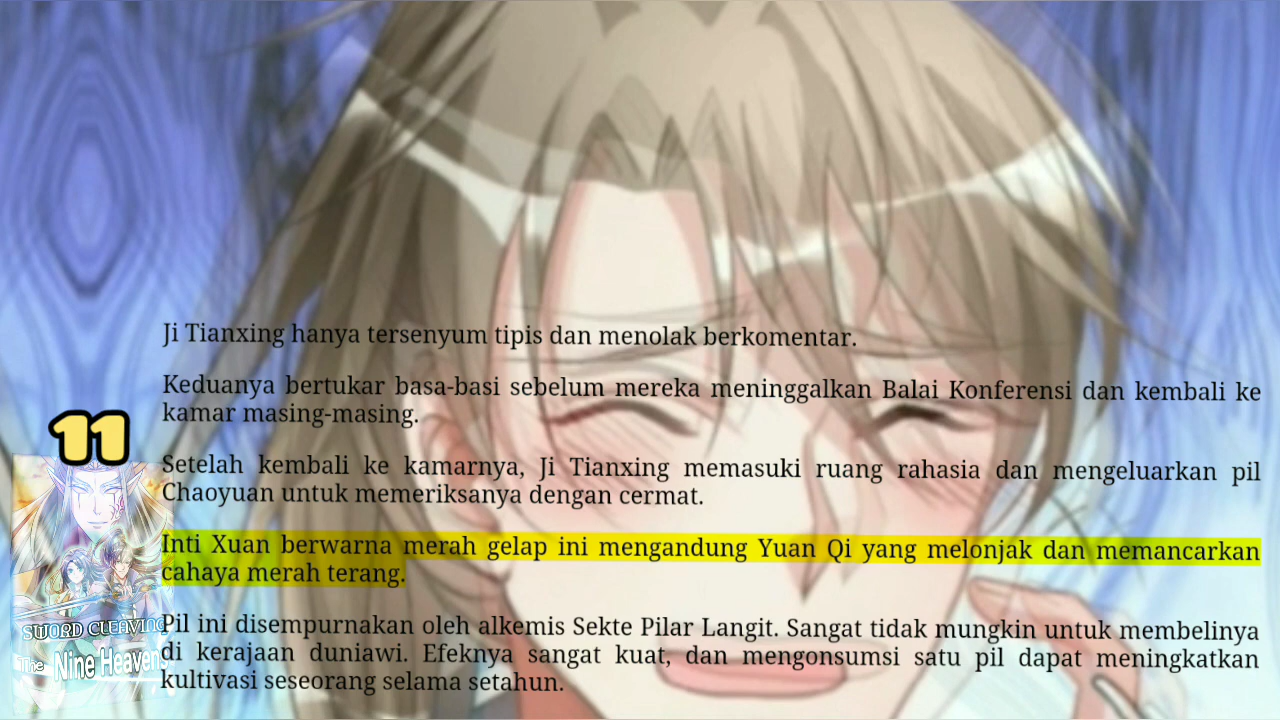 Ji Tianxing hanya tersenyum tipis dan menolak berkomentar.
Keduanya bertukar basa-basi sebelum mereka meninggalkan Balai Konferensi dan kembali ke
kamar masing-masing.
Setelah kembali ke kamarnya, Ji Tianxing memasuki ruang rahasia dan mengeluarkan pil
Chaoyuan untuk memeriksanya dengan cermat.
Inti Xuan berwarna merah gelap ini mengandung Yuan Qi yang melonjak dan memancarkan
cahaya merah terang.
Pil ini disempurnakan oleh alkemis Sekte Pilar Langit. Sangat tidak mungkin untuk membelinya
di kerajaan duniawi. Efeknya sangat kuat, dan mengonsumsi satu pil dapat meningkatkan
kultivasi seseorang selama setahun.
11
SWORD CLEAVING
The Nine Heavens